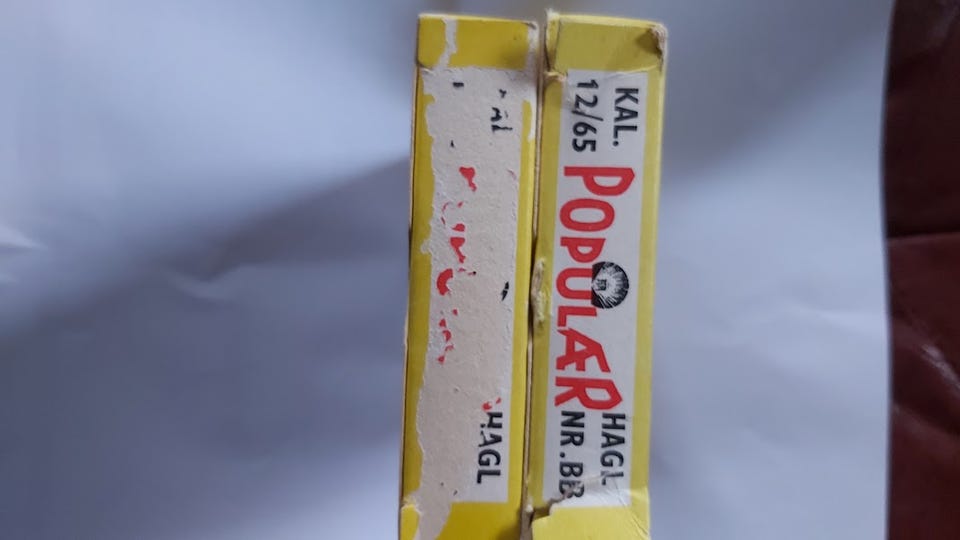 KAL.
12/65
POPULÆR
HAGL
NR.BB
HAGL